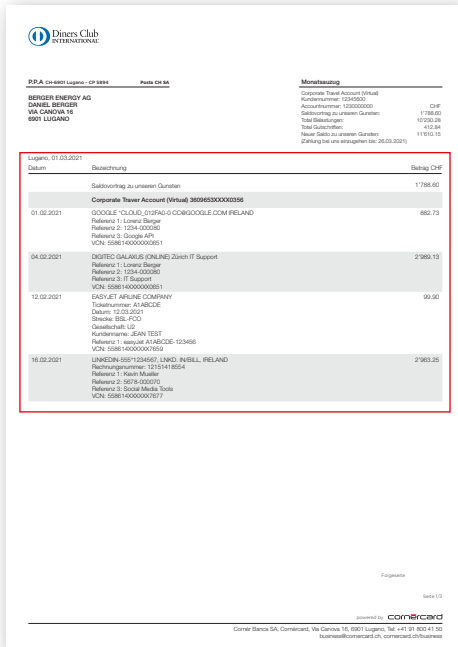 Diners Club
INTERNATIONAL
P.P.A CH-6901 Lugano - CP 5894 Poste CH SA
Monatsauzug
BERGER ENERGY AG
DANIEL BERGER
VIA CANOVA 16
6901 LUGANO
Corporate Travel Account (Virtual)
Kundennummer: 12345600
Accountnummer: 1230000000 CHF
Saldovortrag zu unseren Gunsten: 1'788.60
Total Belastungen: 10'230.28
Total Gutschriften: 412.84
Neuer Saldo zu unseren Gunsten: 11'610.15
(Zahlung bei uns einzugehen bis: 26.03.2021)
Lugano, 01.03.2021
Datum Bezeichnung Betrag CHF
Saldovortrag zu unseren Gunsten 1'788.60
Corporate Traver Account (Virtual) 3609653XXXX0356
01.02.2021 GOOGLE *CLOUD_012FA0-0 CC@GOOGLE.COM IRELAND 882.73
Referenz 1: Lorenz Berger
Referenz 2: 1234-000080
Referenz 3: Google API
VCN: 558614XXXXXX0651
04.02.2021 DIGITEC GALAXUS (ONLINE) Zürich IT Support 2'989.13
Referenz 1: Lorenz Berger
Referenz 2: 1234-000080
Referenz 3: IT Support
VCN: 558614XXXXXX0651
12.02.2021 EASYJET AIRLINE COMPANY 99.90
Ticketnummer: A1ABCDE
Datum: 12.03.2021
Strecke: BSL-FCO
Gesellschaft: U2
Kundenname: JEAN TEST
Referenz 1: easyJet A1ABCDE-123456
VCN: 558614XXXXXX7659
16.02.2021 LINKEDIN-555*1234567, LNKD. IN/BILL, IRELAND 2'963.25
Rechnungsnummer: 12151418554
Referenz 1: Kevin Mueller
Referenz 2: 5678-000070
Referenz 3: Social Media Tools
VCN: 558614XXXXXX7677
Folgeseite
Seite 1/3
powered by cornèrcard
Cornèr Banca SA, Cornèrcard, Via Canova 16, 6901 Lugano, Tel: +41 91 800 41 50
business@cornercard.ch, cornercard.ch/business